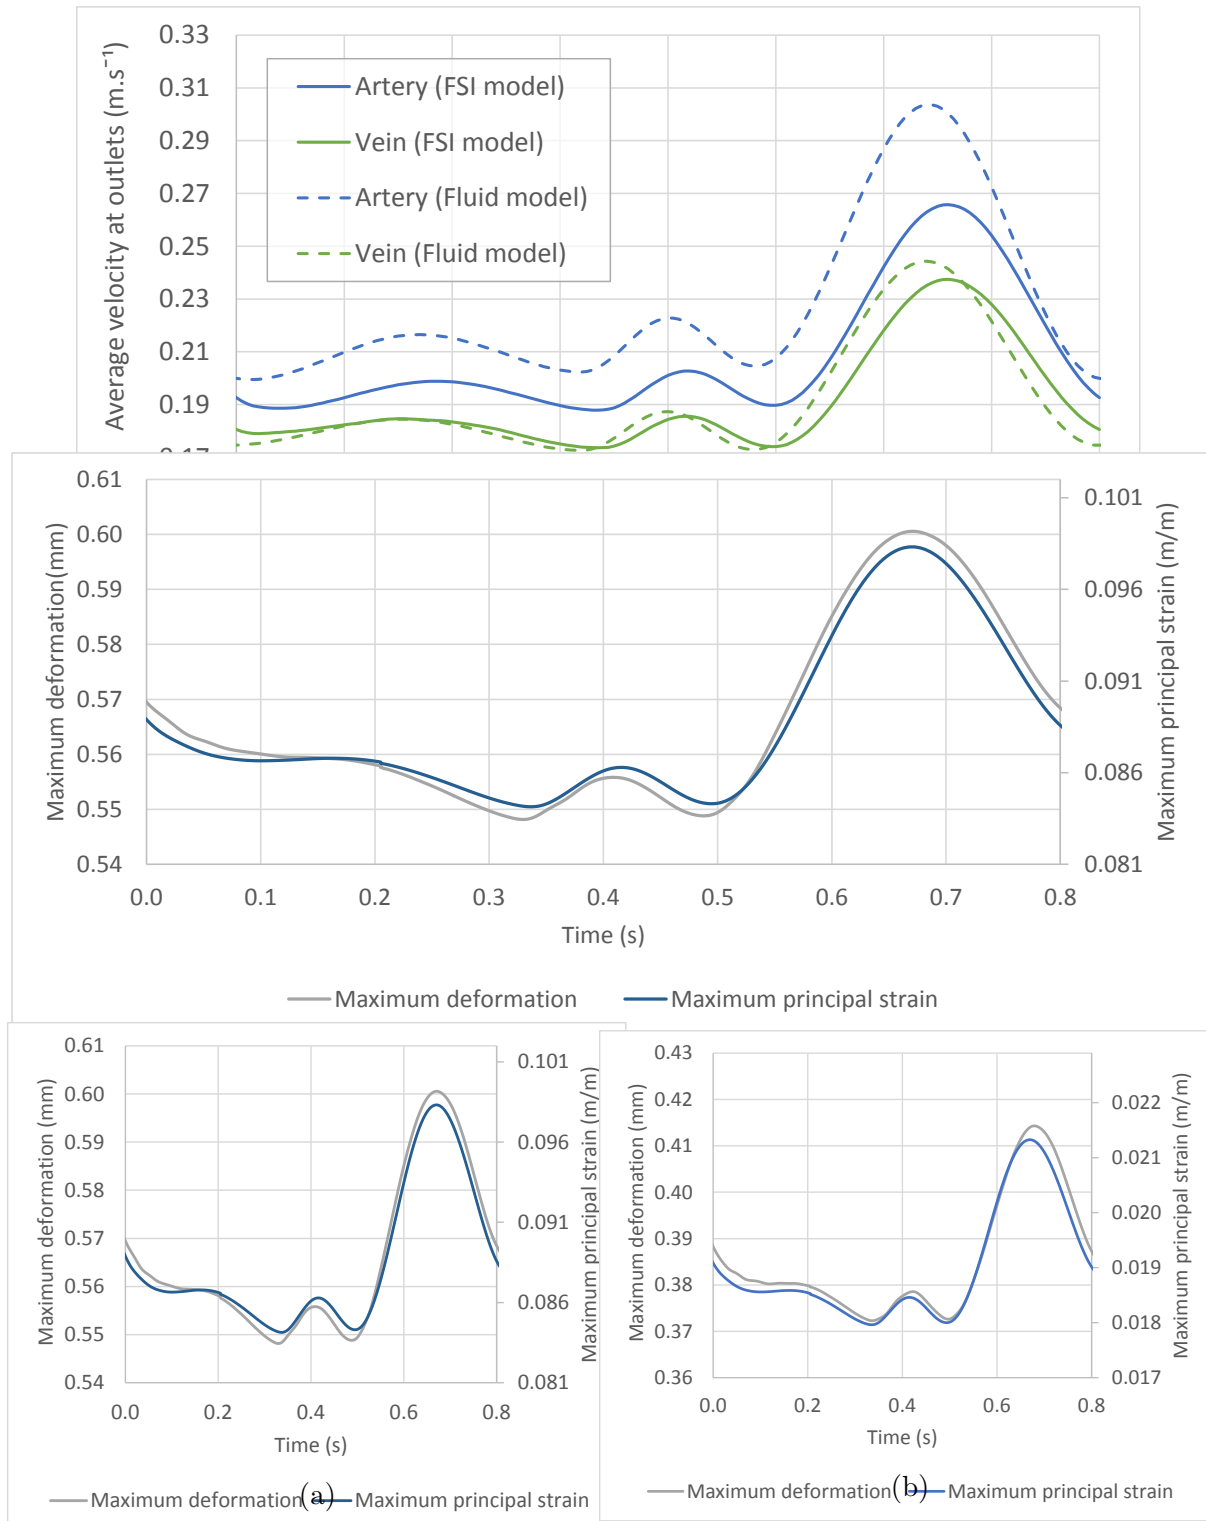 0.33
0.31
0.29
0.27
0.25
0.23
0.21
0.19
0.17
Average velocity at outlets (m.s⁻¹)
Artery (FSI model)
Vein (FSI model)
Artery (Fluid model)
Vein (Fluid model)
0.61
0.60
0.59
0.58
0.57
0.56
0.55
0.54
Maximum deformation(mm)
0.101
0.096
0.091
0.086
0.081
Maximum principal strain (m/m)
0.0 0.1 0.2 0.3 0.4 0.5 0.6 0.7 0.8
Time (s)
Maximum deformation Maximum principal strain
0.61
0.60
0.59
0.58
0.57
0.56
0.55
0.54
Maximum deformation (mm)
0.101
0.096
0.091
0.086
0.081
Maximum principal strain (m/m)
0.0 0.2 0.4 0.6 0.8
Time (s)
Maximum deformation Maximum principal strain
(a)
0.43
0.42
0.41
0.40
0.39
0.38
0.37
0.36
Maximum deformation (mm)
0.022
0.021
0.020
0.019
0.018
0.017
Maximum principal strain (m/m)
0.0 0.2 0.4 0.6 0.8
Time (s)
Maximum deformation Maximum principal strain
(b)